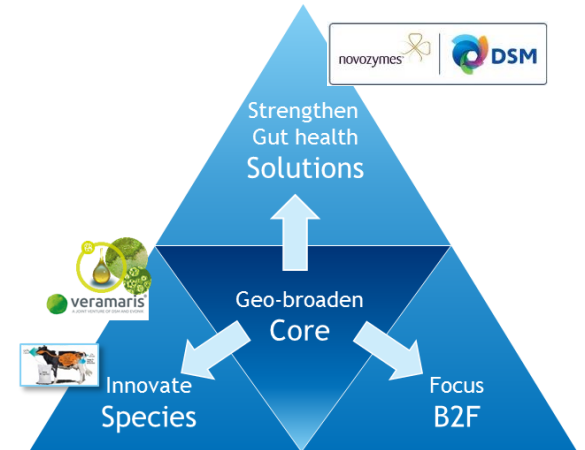 novozymes
DSM
Strengthen
Gut health
Solutions
veramaris
A JOINT VENTURE OF DSM AND EVONIK
Geo-broaden
Core
Innovate
Species
Focus
B2F